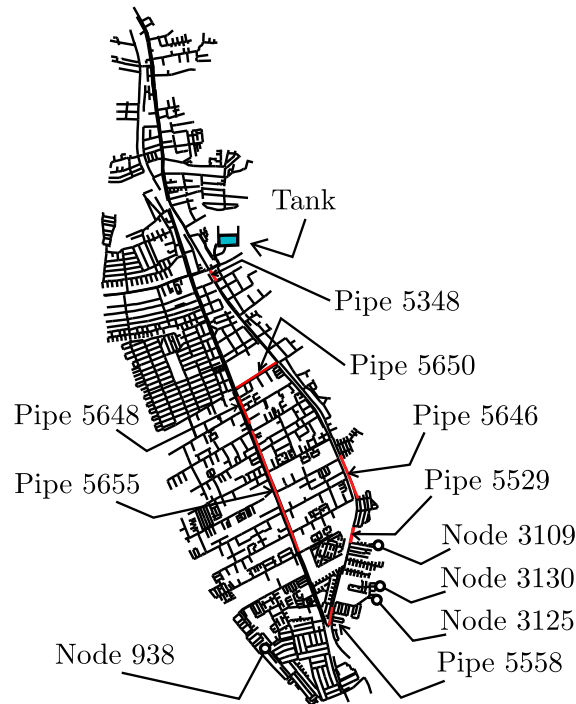 Tank
Pipe 5348
Pipe 5650
Pipe 5648
Pipe 5646
Pipe 5655
Pipe 5529
Node 3109
Node 3130
Node 3125
Node 938
Pipe 5558